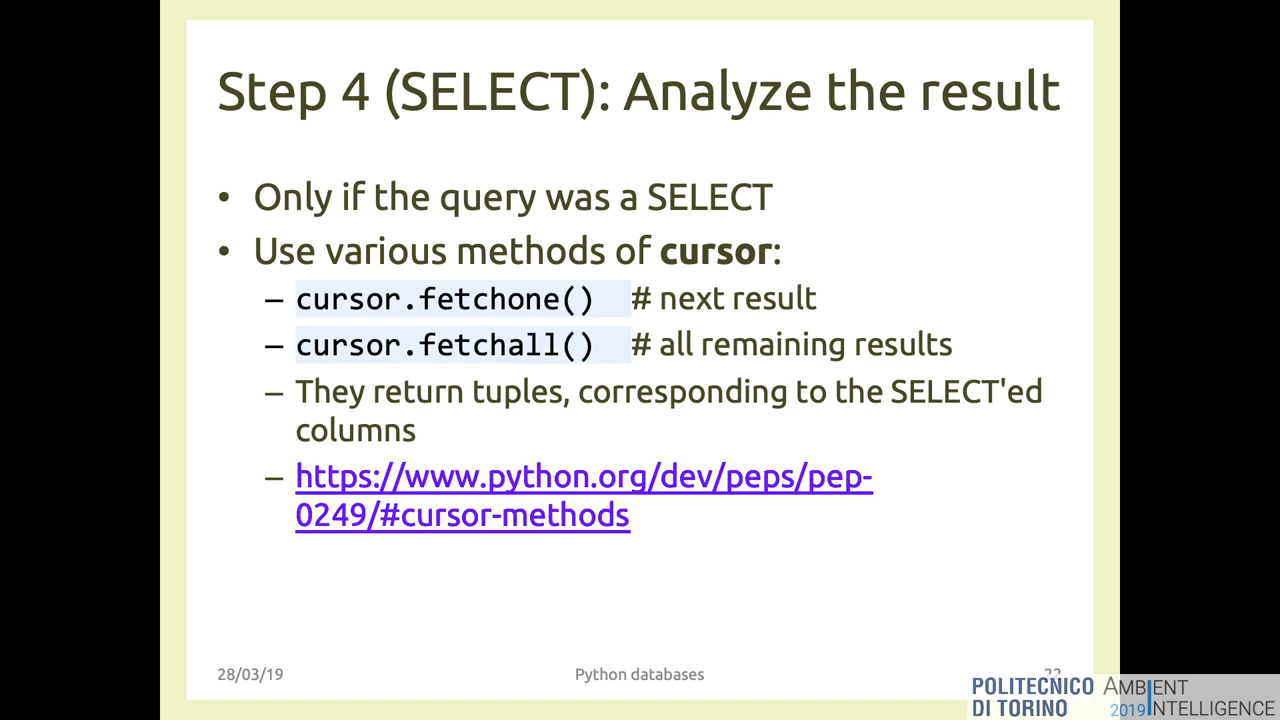 Step 4 (SELECT): Analyze the result
• Only if the query was a SELECT
• Use various methods of cursor:
– cursor.fetchone() # next result
– cursor.fetchall() # all remaining results
– They return tuples, corresponding to the SELECT'ed
columns
– https://www.python.org/dev/peps/pep-
0249/#cursor-methods
28/03/19
Python databases
22
POLITECNICO
DI TORINO
AMBIENT
2019 INTELLIGENCE